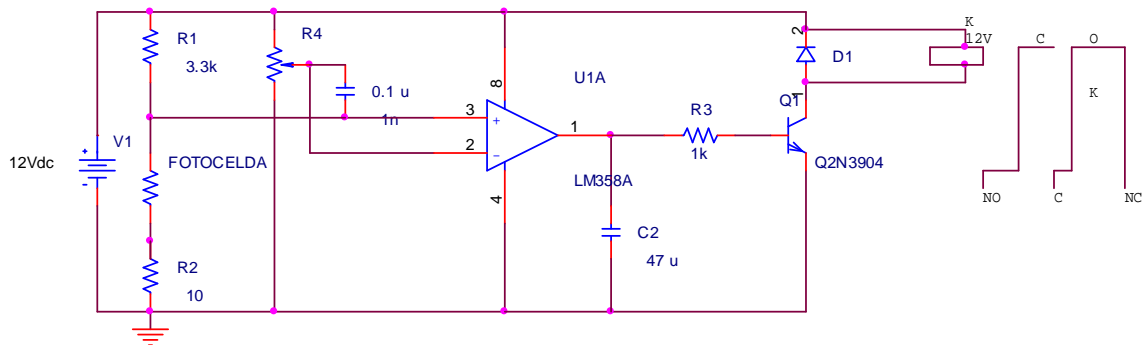 R1
3.3k
R4
0.1 u
1n
8
U1A
3
+
2
−
1
LM358A
4
R3
1k
2
D1
1
Q1
Q2N3904
K
12V
C
O
K
NO
C
NC
V1
+
-
12Vdc
FOTOCELDA
R2
10
C2
47 u